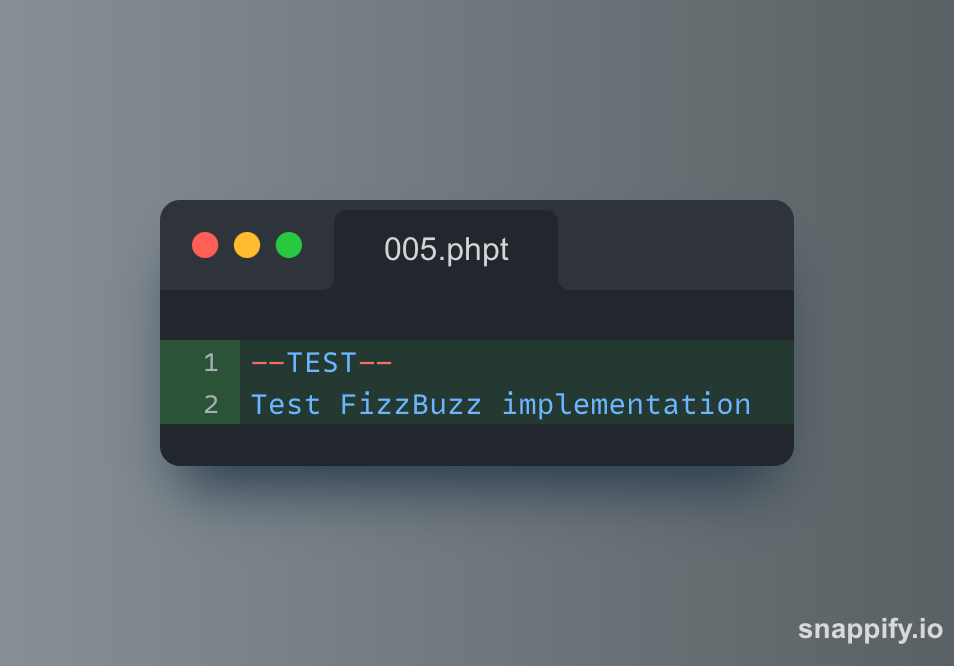 005.phpt
1 --TEST--
2 Test FizzBuzz implementation
snappify.io